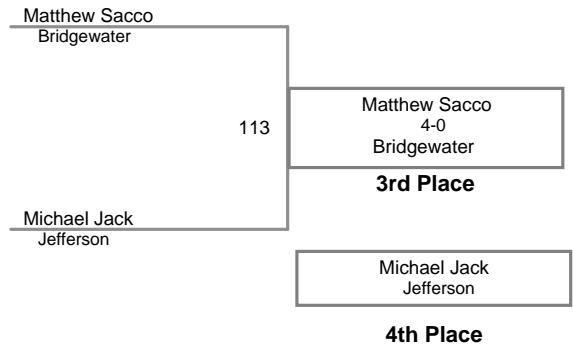 Matthew Sacco
Bridgewater
113
Matthew Sacco
4-0
Bridgewater
3rd Place
Michael Jack
Jefferson
Michael Jack
Jefferson
4th Place